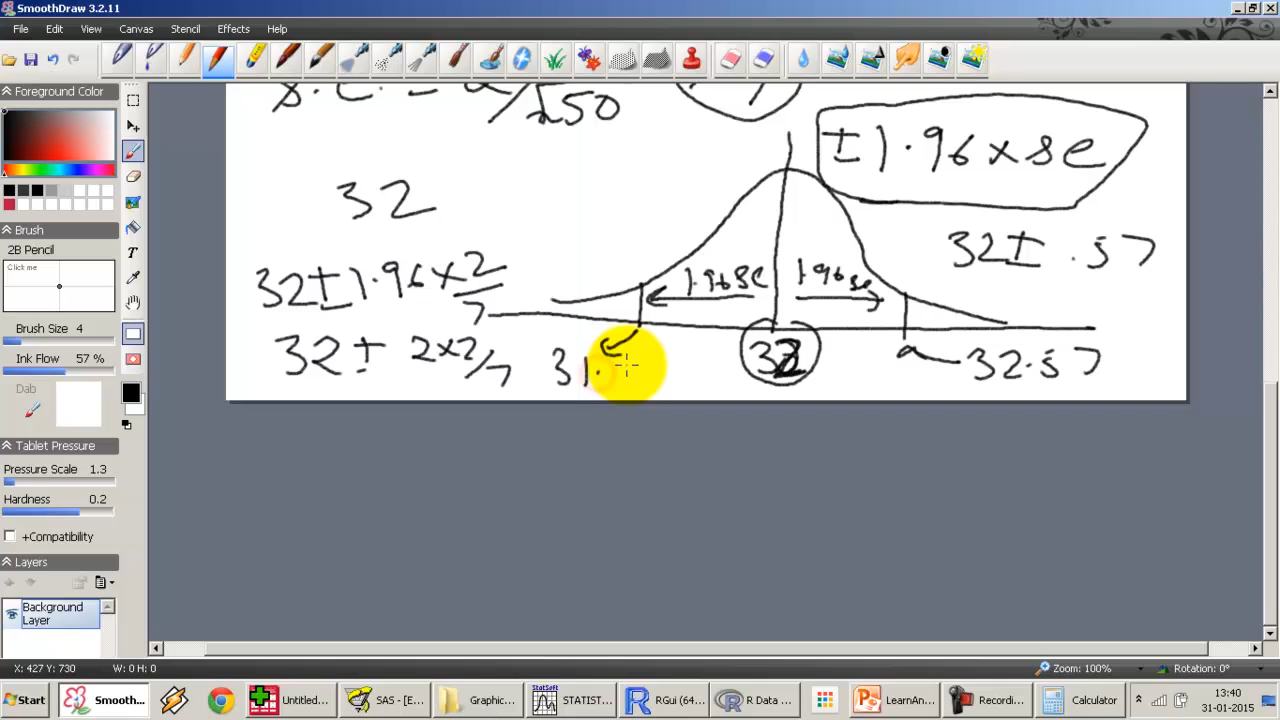 SmoothDraw 3.2.11
File Edit View Canvas Stencil Effects Help
Foreground Color
Brush
2B Pencil
Click me
Brush Size 4
Ink Flow 57 %
Dab
Tablet Pressure
Pressure Scale 1.3
Hardness 0.2
+Compatibility
Layers
Background
Layer
T
/√250
±1.96×se
32
32± .57
32±1.96×2/7
1.96se 1.96se
32± 2×2/7
31.
32
32.57
X: 427 Y: 730 W: 0 H: 0 Zoom: 100% Rotation: 0°
Start Smooth... Untitled... SAS - [E... Graphic... STATIST... RGui (64... R Data ... LearnAn... Recordi... Calculator
13:40
31-01-2015